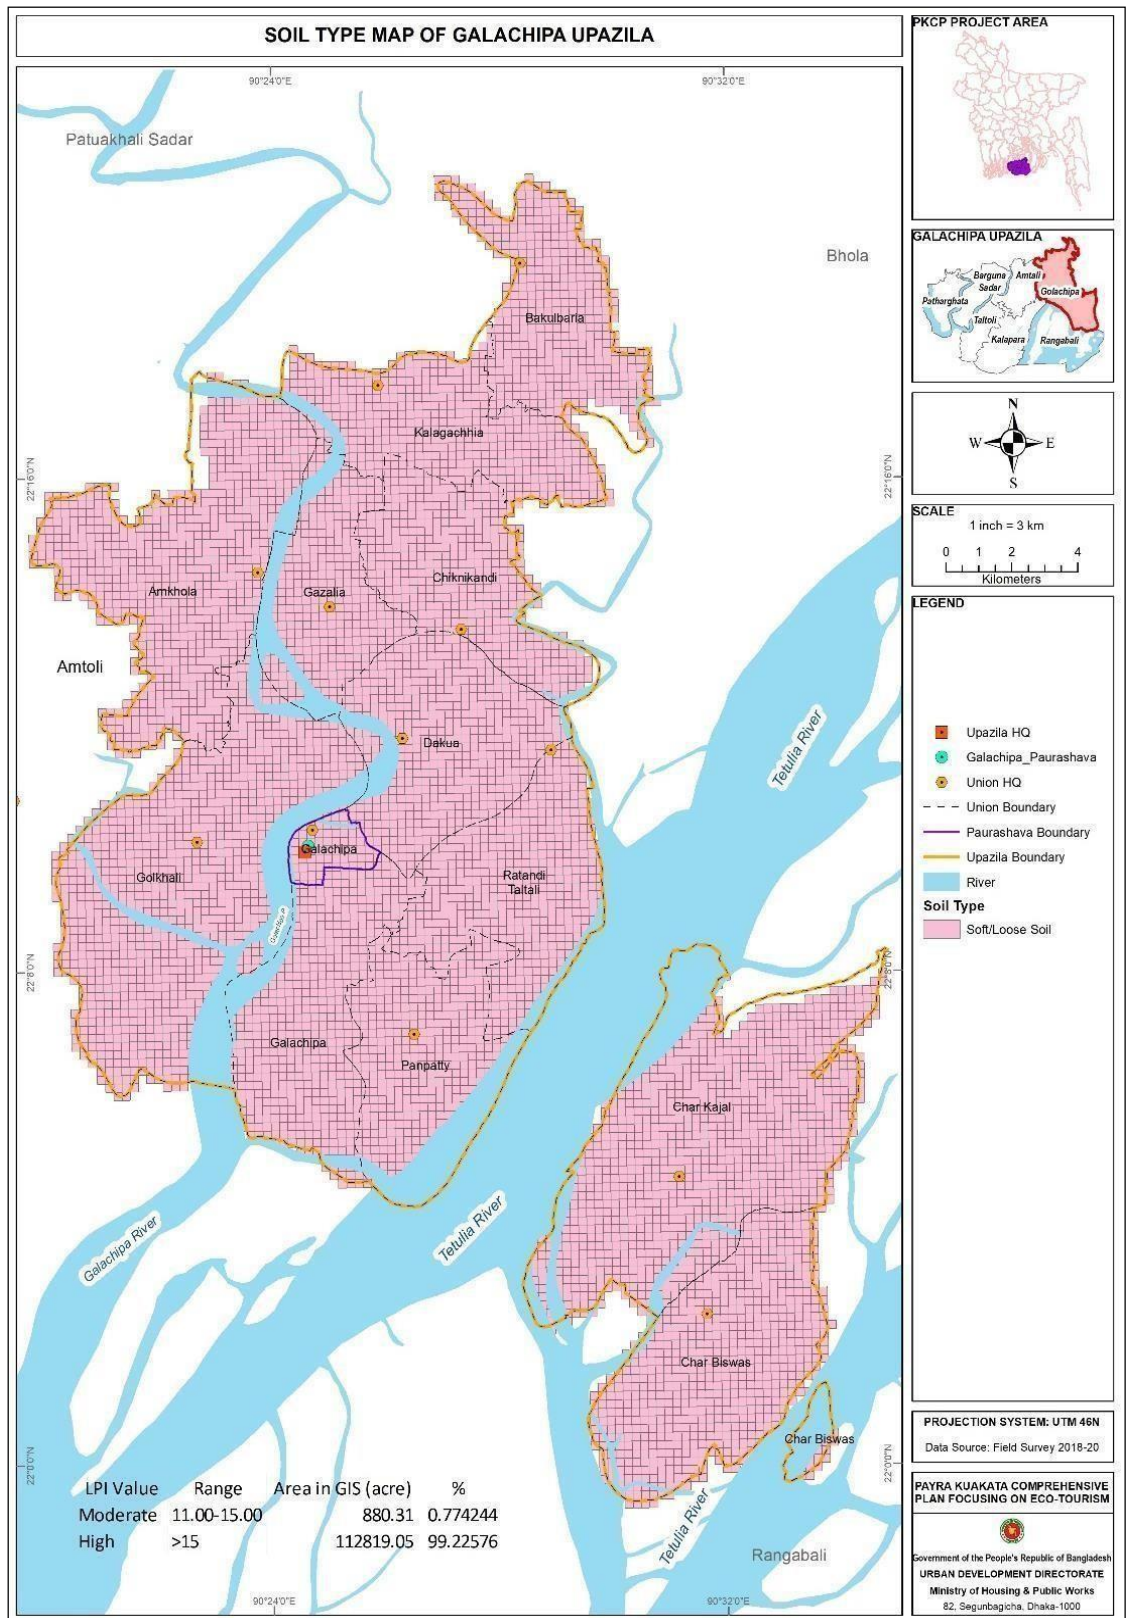 SOIL TYPE MAP OF GALACHIPA UPAZILA
90°24'0"E
90°32'0"E
Patuakhali Sadar
Bhola
Bakulbaria
Kalagachhia
22°16'0"N
22°16'0"N
Amkhola
Gazalia
Chiknikandi
Amtoli
Tetulia River
Dakua
Galachipa
Golkhali
Ratandi
Taltali
22°8'0"N
22°8'0"N
Galachipa
Panpatty
Char Kajal
Galachipa River
Tetulia River
Char Biswas
Char Biswas
22°0'0"N
22°0'0"N
Tetulia River
Rangabali
LPI Value Range Area in GIS (acre) %
Moderate 11.00-15.00 880.31 0.774244
High >15 112819.05 99.22576
90°24'0"E
90°32'0"E
PKCP PROJECT AREA
GALACHIPA UPAZILA
Barguna
Sadar
Amtali
Golachipa
Patharghata
Taltoli
Kalapara
Rangabali
N
W E
S
SCALE
1 inch = 3 km
0 1 2 4
Kilometers
LEGEND
Upazila HQ
Galachipa_Paurashava
Union HQ
Union Boundary
Paurashava Boundary
Upazila Boundary
River
Soil Type
Soft/Loose Soil
PROJECTION SYSTEM: UTM 46N
Data Source: Field Survey 2018-20
PAYRA KUAKATA COMPREHENSIVE
PLAN FOCUSING ON ECO-TOURISM
Government of the People's Republic of Bangladesh
URBAN DEVELOPMENT DIRECTORATE
Ministry of Housing & Public Works
82, Segunbagicha, Dhaka-1000